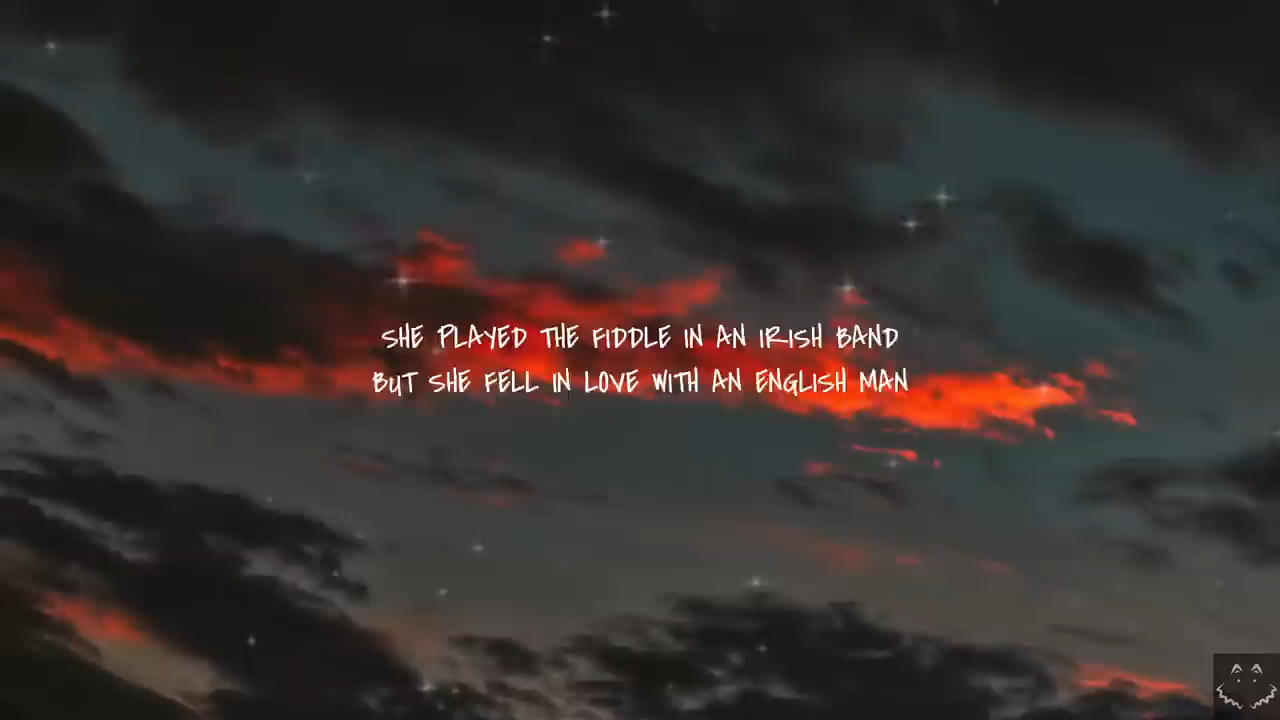 SHE PLAYED THE FIDDLE IN AN IRISH BAND
BUT SHE FELL IN LOVE WITH AN ENGLISH MAN